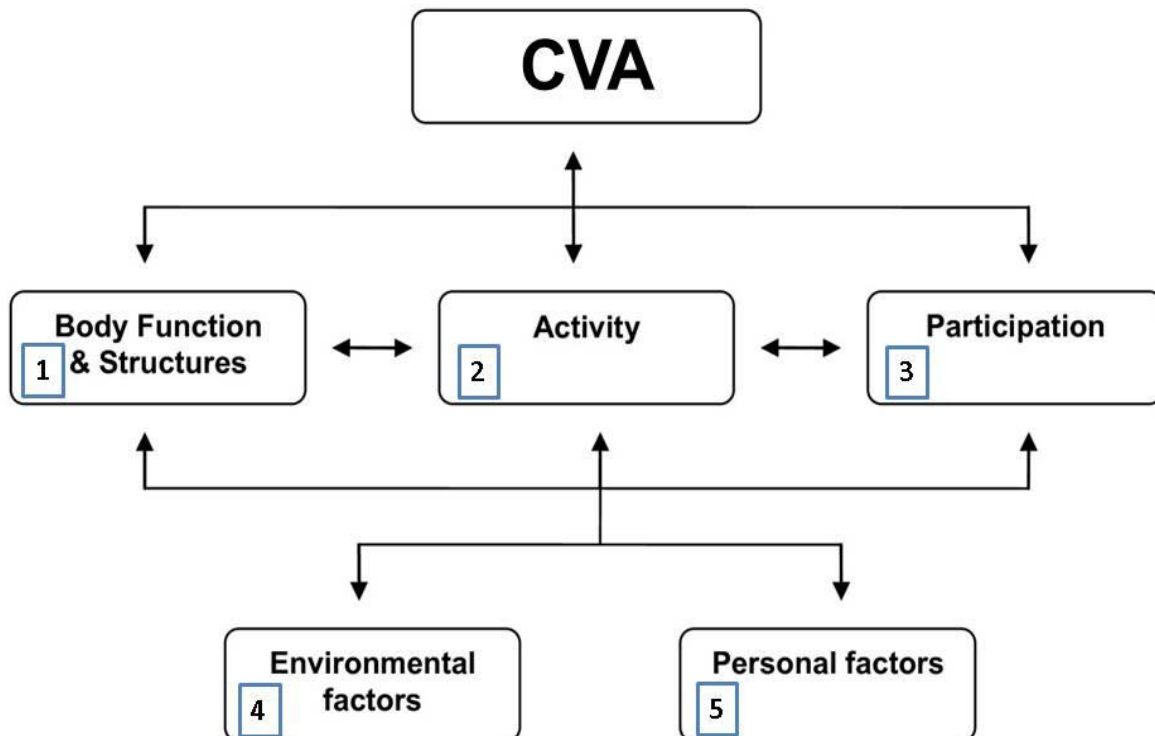 CVA
Body Function
& Structures
1
Activity
2
Participation
3
Environmental
factors
4
Personal factors
5